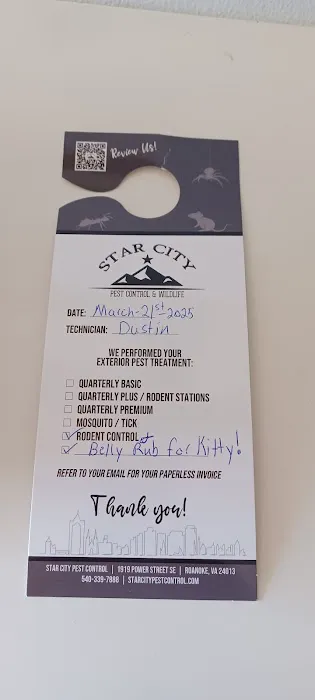 Review Us!
STAR CITY
PEST CONTROL & WILDLIFE
DATE: March-21st-2025
TECHNICIAN: Dustin
WE PERFORMED YOUR
EXTERIOR PEST TREATMENT:
QUARTERLY BASIC
QUARTERLY PLUS / RODENT STATIONS
QUARTERLY PREMIUM
MOSQUITO / TICK
RODENT CONTROL +
Belly Rub for Kitty!
REFER TO YOUR EMAIL FOR YOUR PAPERLESS INVOICE
Thank you!
STAR CITY PEST CONTROL | 1919 POWER STREET SE | ROANOKE, VA 24013
540-339-7686 | STARCITYPESTCONTROL.COM